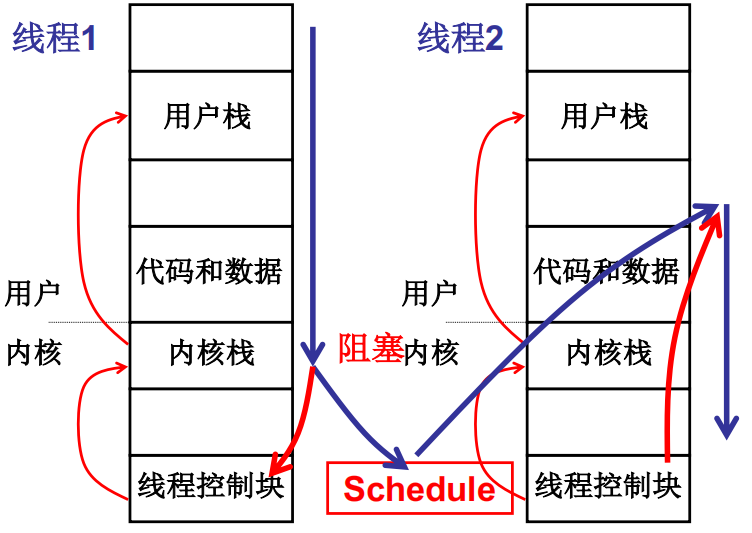 线程1
用户栈
代码和数据
用户
内核
内核栈
线程控制块
阻塞
Schedule
线程2
用户栈
代码和数据
用户
内核
内核栈
线程控制块